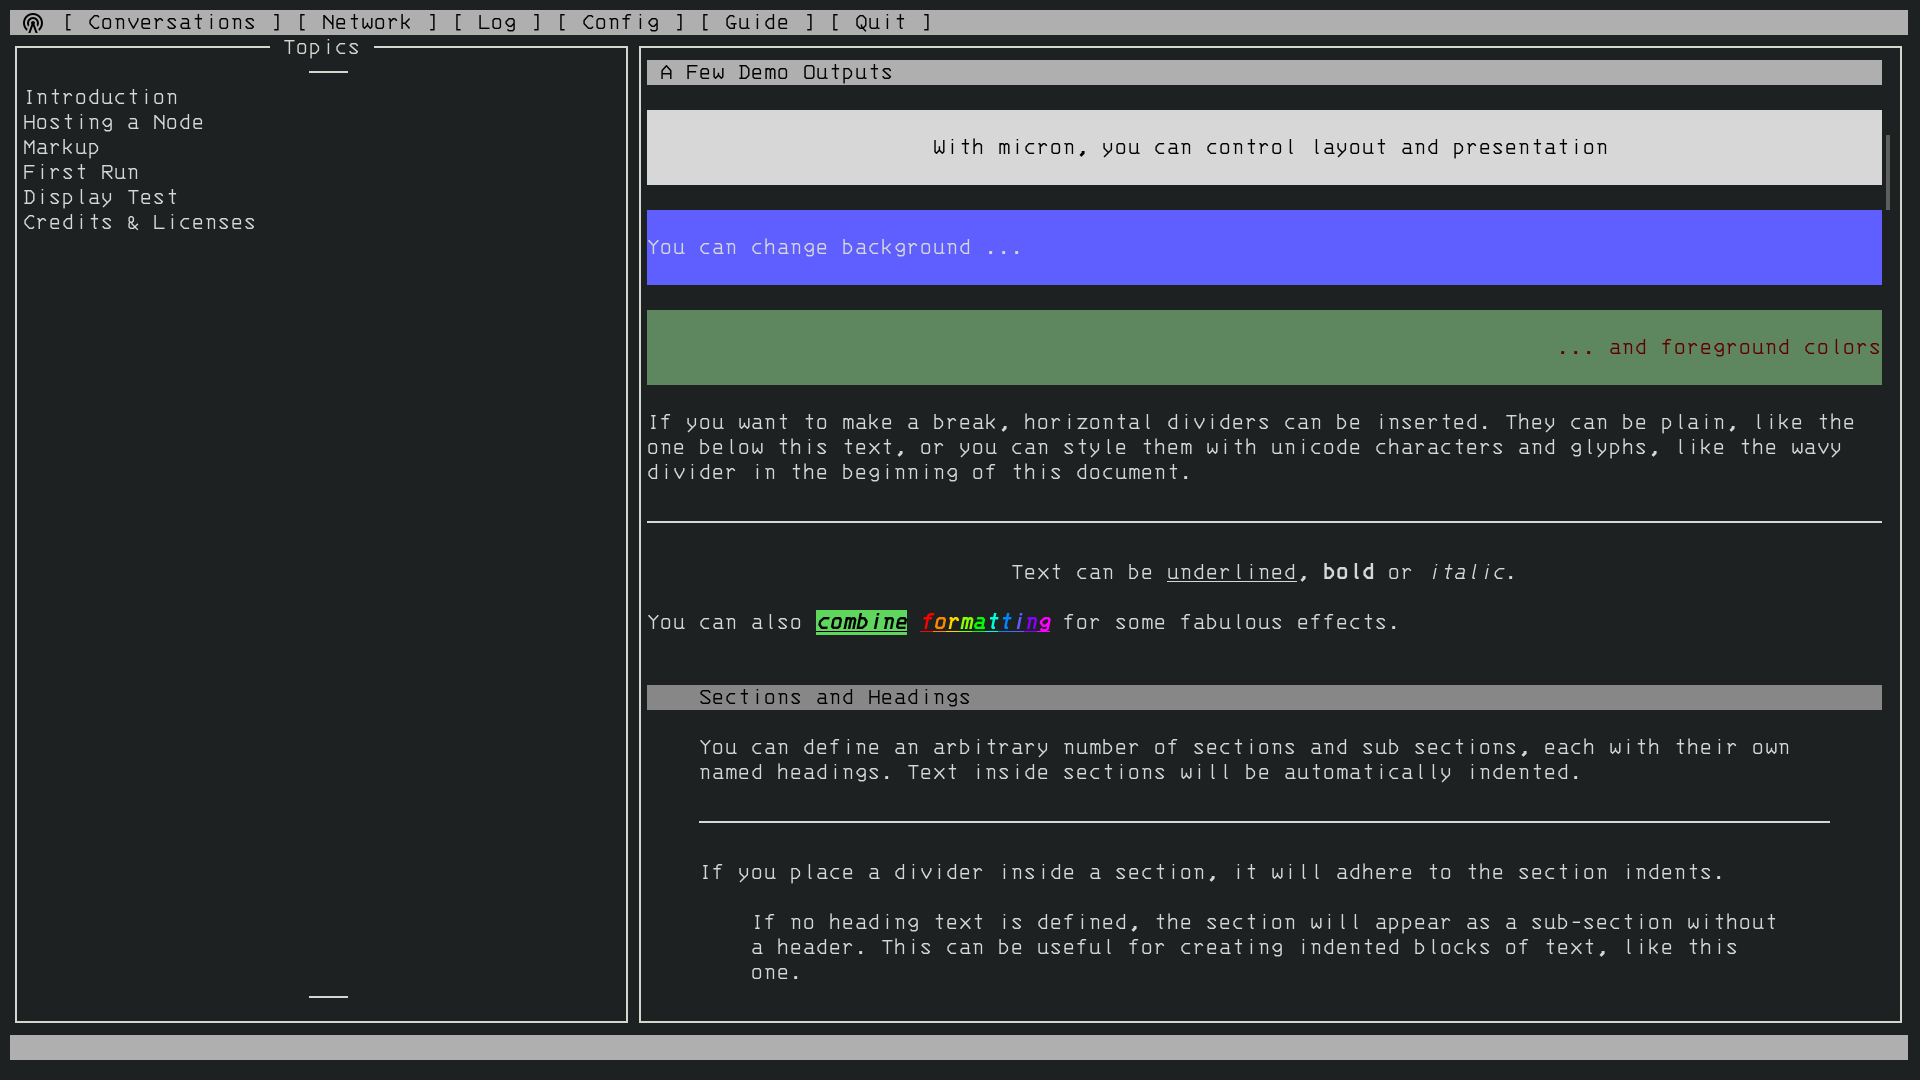 [ Conversations ] [ Network ] [ Log ] [ Config ] [ Guide ] [ Quit ]
Topics
Introduction
Hosting a Node
Markup
First Run
Display Test
Credits & Licenses
A Few Demo Outputs
With micron, you can control layout and presentation
You can change background ...
... and foreground colors
If you want to make a break, horizontal dividers can be inserted. They can be plain, like the
one below this text, or you can style them with unicode characters and glyphs, like the wavy
divider in the beginning of this document.
Text can be underlined, bold or italic.
You can also combine formatting for some fabulous effects.
Sections and Headings
You can define an arbitrary number of sections and sub sections, each with their own
named headings. Text inside sections will be automatically indented.
If you place a divider inside a section, it will adhere to the section indents.
If no heading text is defined, the section will appear as a sub-section without
a header. This can be useful for creating indented blocks of text, like this
one.